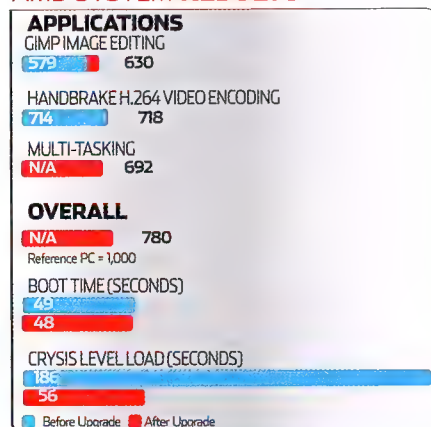 APPLICATIONS
GIMP IMAGE EDITING
579 630
HANDBRAKE H.264 VIDEO ENCODING
714 718
MULTI-TASKING
N/A 692
OVERALL
N/A 780
Reference PC = 1,000
BOOT TIME (SECONDS)
49
48
CRYSIS LEVEL LOAD (SECONDS)
186
56
Before Upgrade After Upgrade